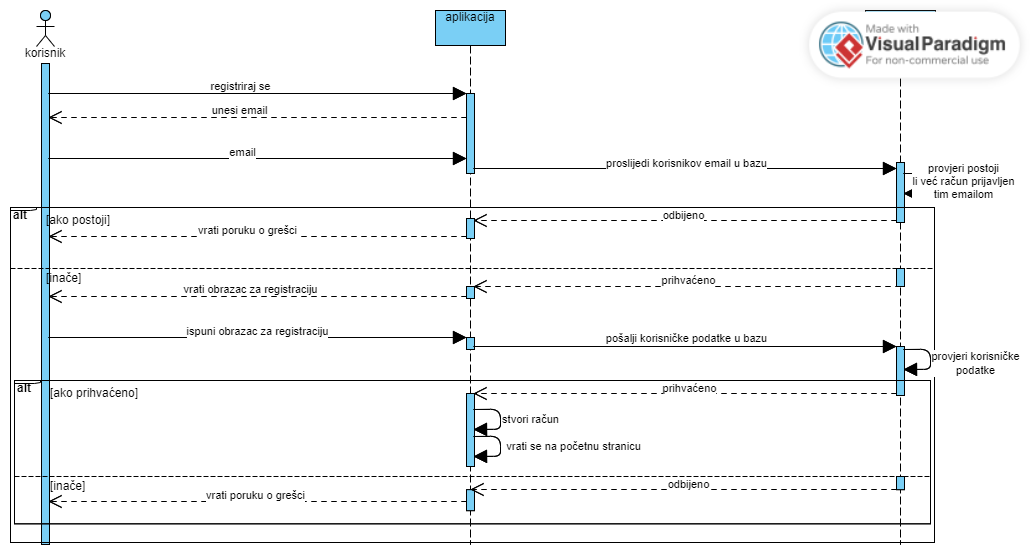 aplikacija
Made with
Visual Paradigm
For non-commercial use
korisnik
registriraj se
unesi email
email
proslijedi korisnikov email u bazu
provjeri postoji
li već račun prijavljen
tim emailom
alt
[ako postoji]
odbijeno
vrati poruku o grešci
[inače]
prihvaćeno
vrati obrazac za registraciju
ispuni obrazac za registraciju
pošalji korisničke podatke u bazu
provjeri korisničke
podatke
alt
[ako prihvaćeno]
prihvaćeno
stvori račun
vrati se na početnu stranicu
[inače]
odbijeno
vrati poruku o grešci